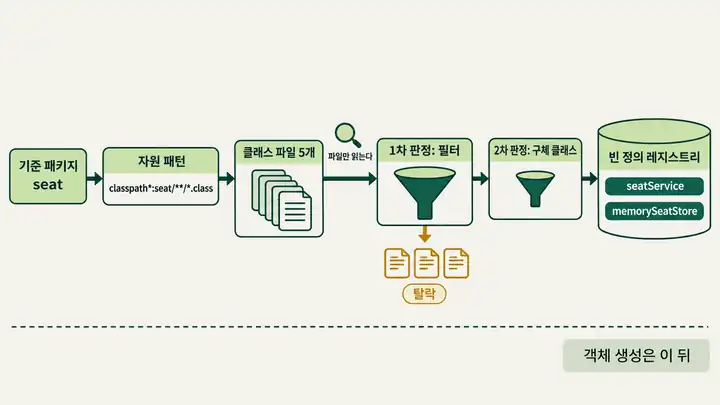 기준 패키지
seat
자원 패턴
classpath*:seat/**/*.class
클래스 파일 5개
파일만 읽는다
1차 판정: 필터
탈락
2차 판정: 구체 클래스
빈 정의 레지스트리
seatService
memorySeatStore
객체 생성은 이 뒤